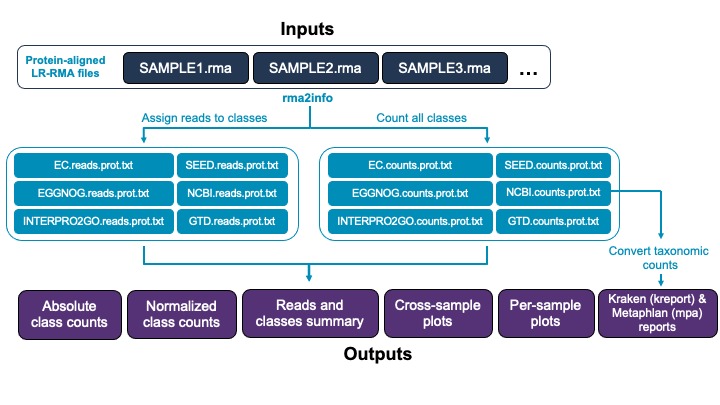 Inputs
Protein-aligned
LR-RMA files
SAMPLE1.rma
SAMPLE2.rma
SAMPLE3.rma
...
rma2info
Assign reads to classes
Count all classes
EC.reads.prot.txt
SEED.reads.prot.txt
EGGNOG.reads.prot.txt
NCBI.reads.prot.txt
INTERPRO2GO.reads.prot.txt
GTD.reads.prot.txt
EC.counts.prot.txt
SEED.counts.prot.txt
EGGNOG.counts.prot.txt
NCBI.counts.prot.txt
INTERPRO2GO.counts.prot.txt
GTD.counts.prot.txt
Convert taxonomic
counts
Absolute
class counts
Normalized
class counts
Reads and
classes summary
Cross-sample
plots
Per-sample
plots
Kraken (kreport) &
Metaphlan (mpa)
reports
Outputs